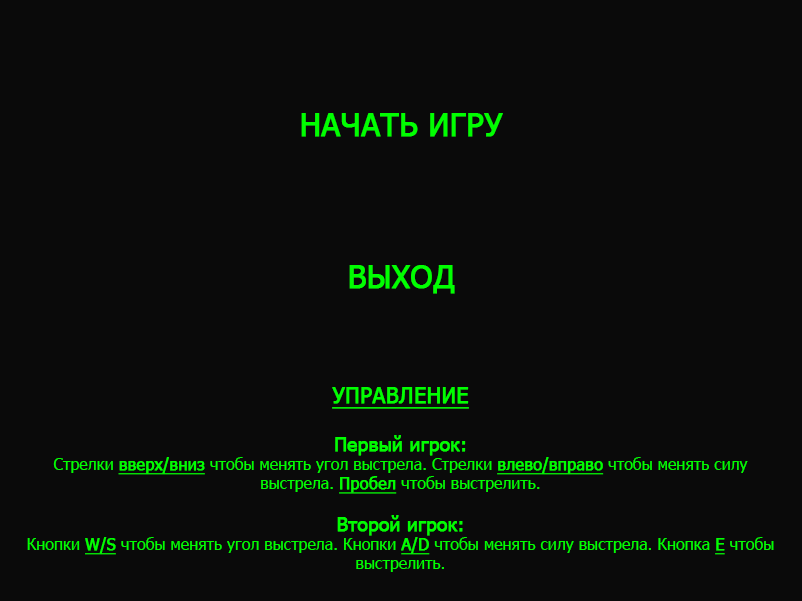 НАЧАТЬ ИГРУ
ВЫХОД
УПРАВЛЕНИЕ
Первый игрок:
Стрелки вверх/вниз чтобы менять угол выстрела. Стрелки влево/вправо чтобы менять силу
выстрела. Пробел чтобы выстрелить.
Второй игрок:
Кнопки W/S чтобы менять угол выстрела. Кнопки A/D чтобы менять силу выстрела. Кнопка E чтобы
выстрелить.